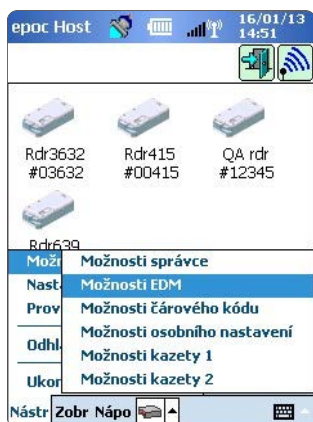 epoc Host 16/01/13
14:51
Rdr3632 Rdr415 QA rdr
#03632 #00415 #12345
Rdr639
Možnosti správce
Možnosti EDM
Možnosti čárového kódu
Možnosti osobního nastavení
Možnosti kazety 1
Možnosti kazety 2
Možr
Nast
Prov
Odhl
Ukor
Nástr Zobr Nápo